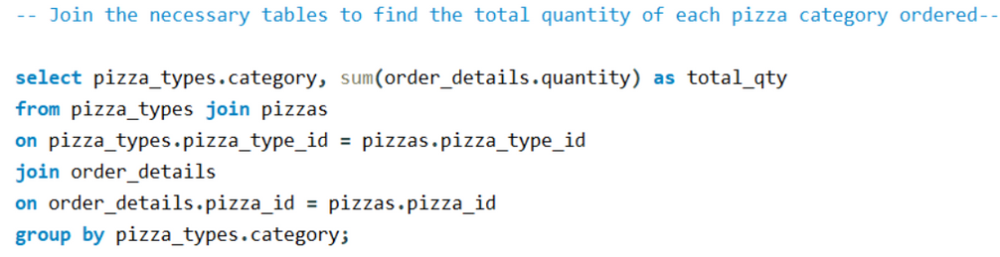 -- Join the necessary tables to find the total quantity of each pizza category ordered--
select pizza_types.category, sum(order_details.quantity) as total_qty
from pizza_types join pizzas
on pizza_types.pizza_type_id = pizzas.pizza_type_id
join order_details
on order_details.pizza_id = pizzas.pizza_id
group by pizza_types.category;